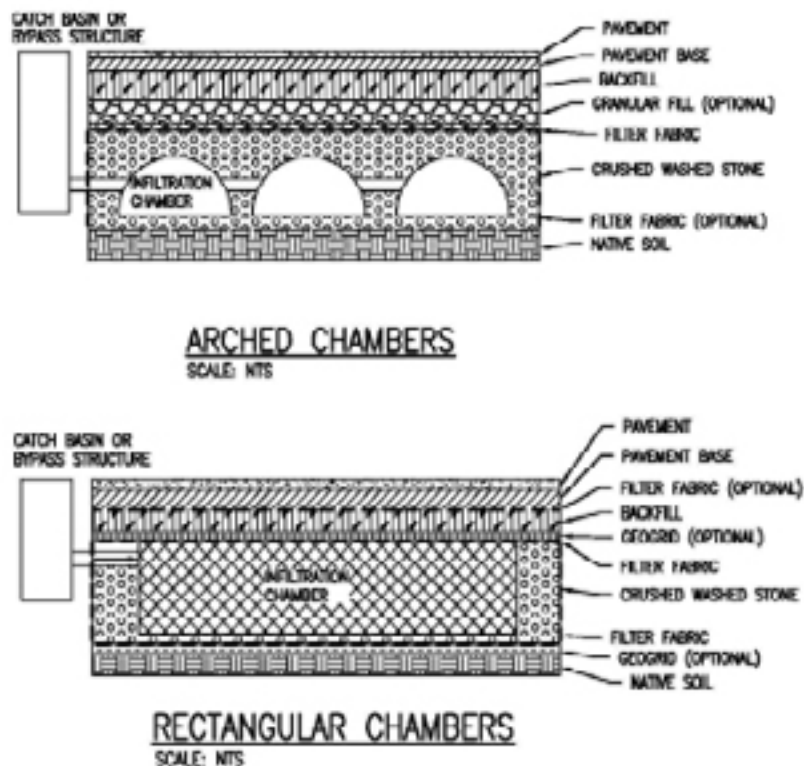 CATCH BASIN OR
BYPASS STRUCTURE
PAVEMENT
PAVEMENT BASE
BACKFILL
GRANULAR FILL (OPTIONAL)
FILTER FABRIC
CRUSHED WASHED STONE
INFILTRATION
CHAMBER
FILTER FABRIC (OPTIONAL)
NATIVE SOIL
ARCHED CHAMBERS
SCALE: NTS
CATCH BASIN OR
BYPASS STRUCTURE
PAVEMENT
PAVEMENT BASE
FILTER FABRIC (OPTIONAL)
BACKFILL
GEOGRID (OPTIONAL)
FILTER FABRIC
INFILTRATION
CHAMBER
CRUSHED WASHED STONE
FILTER FABRIC
GEOGRID (OPTIONAL)
NATIVE SOIL
RECTANGULAR CHAMBERS
SCALE: NTS